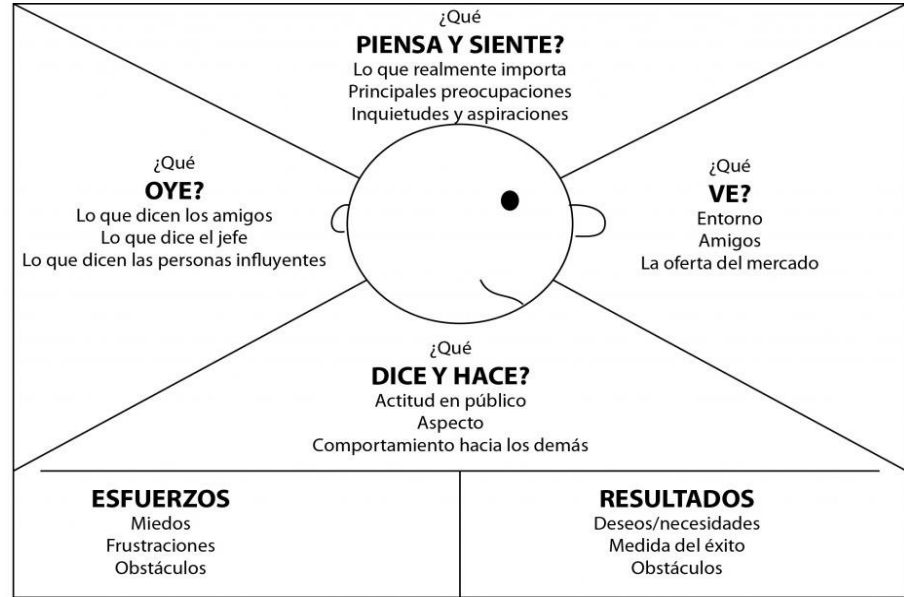 ¿Qué
PIENSA Y SIENTE?
Lo que realmente importa
Principales preocupaciones
Inquietudes y aspiraciones
¿Qué
OYE?
Lo que dicen los amigos
Lo que dice el jefe
Lo que dicen las personas influyentes
¿Qué
VE?
Entorno
Amigos
La oferta del mercado
¿Qué
DICE Y HACE?
Actitud en público
Aspecto
Comportamiento hacia los demás
ESFUERZOS
Miedos
Frustraciones
Obstáculos
RESULTADOS
Deseos/necesidades
Medida del éxito
Obstáculos